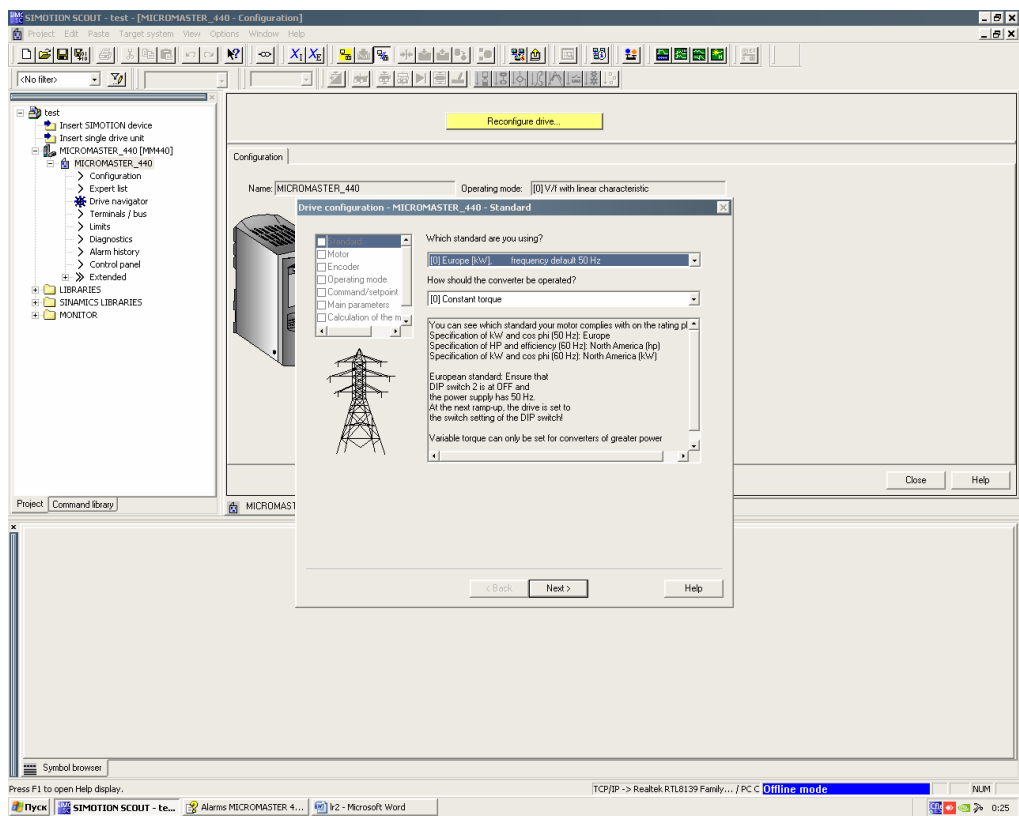 SIMOTION SCOUT - test - [MICROMASTER_440 - Configuration]
Project Edit Paste Target system View Options Window Help
<No filter>
test
Insert SIMOTION device
Insert single drive unit
MICROMASTER_440 [MM440]
MICROMASTER_440
Configuration
Expert list
Drive navigator
Terminals / bus
Limits
Diagnostics
Alarm history
Control panel
Extended
LIBRARIES
SINAMICS LIBRARIES
MONITOR
Project Command library
Reconfigure drive...
Configuration
Name: MICROMASTER_440 Operating mode: [0] V/f with linear characteristic
Drive configuration - MICROMASTER_440 - Standard
Standard
Motor
Encoder
Operating mode
Command/setpoint
Main parameters
Calculation of the m
Which standard are you using?
[0] Europe [kW], frequency default 50 Hz
How should the converter be operated?
[0] Constant torque
You can see which standard your motor complies with on the rating pl
Specification of kW and cos phi (50 Hz): Europe
Specification of HP and efficiency (60 Hz): North America (hp)
Specification of kW and cos phi (60 Hz): North America (kW)
European standard: Ensure that
DIP switch 2 is at OFF and
the power supply has 50 Hz.
At the next ramp-up, the drive is set to
the switch setting of the DIP switch!
Variable torque can only be set for converters of greater power
< Back Next > Help
Close Help
MICROMAST
Symbol browser
Press F1 to open Help display. TCP/IP -> Realtek RTL8139 Family... / PC C Offline mode NUM
Пуск SIMOTION SCOUT - te... Alarms MICROMASTER 4... lr2 - Microsoft Word 0:25